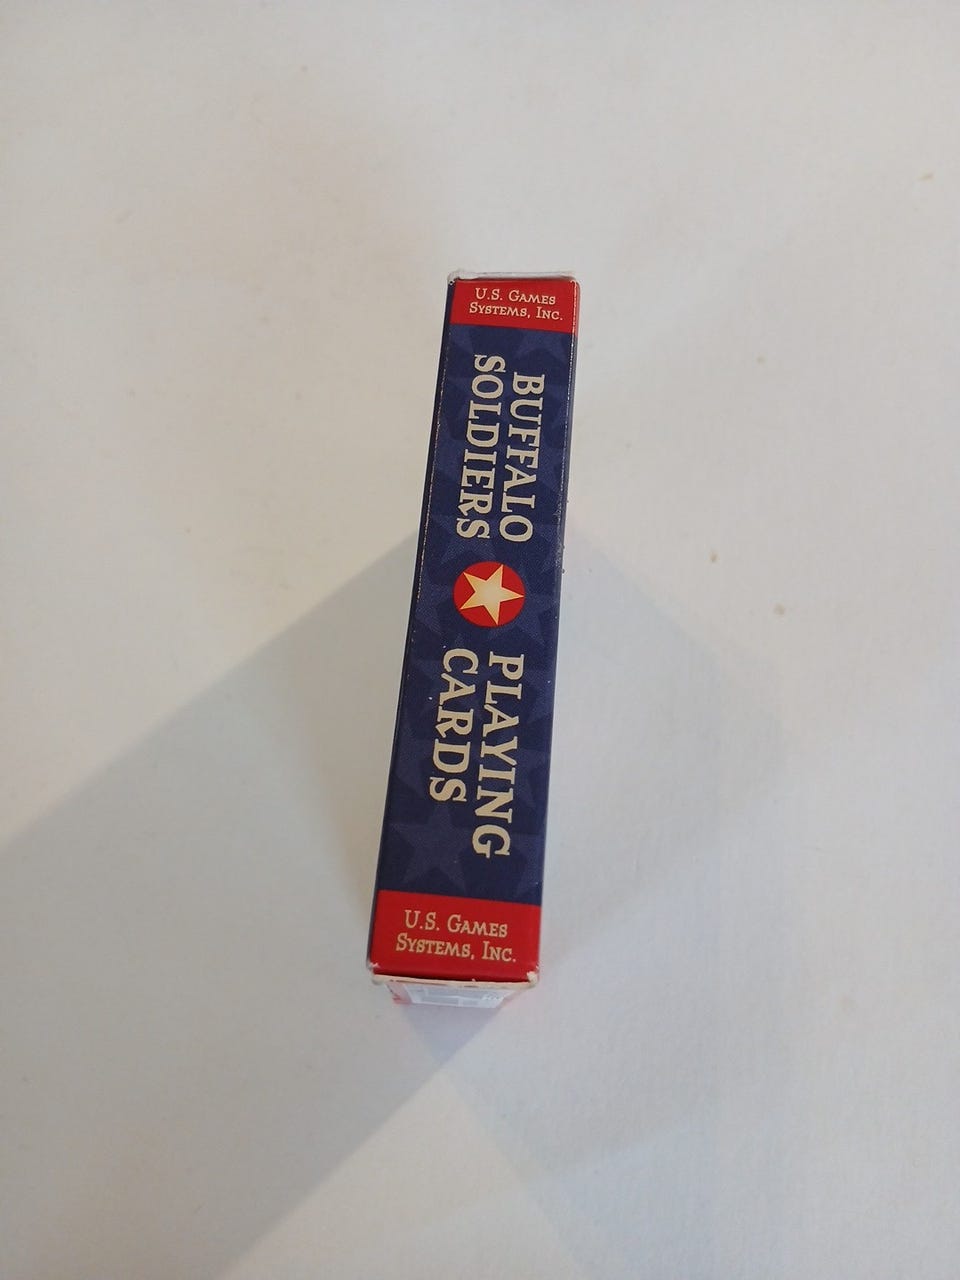 U.S. Games
Systems, Inc.
BUFFALO
SOLDIERS
PLAYING
CARDS
U.S. Games
Systems, Inc.